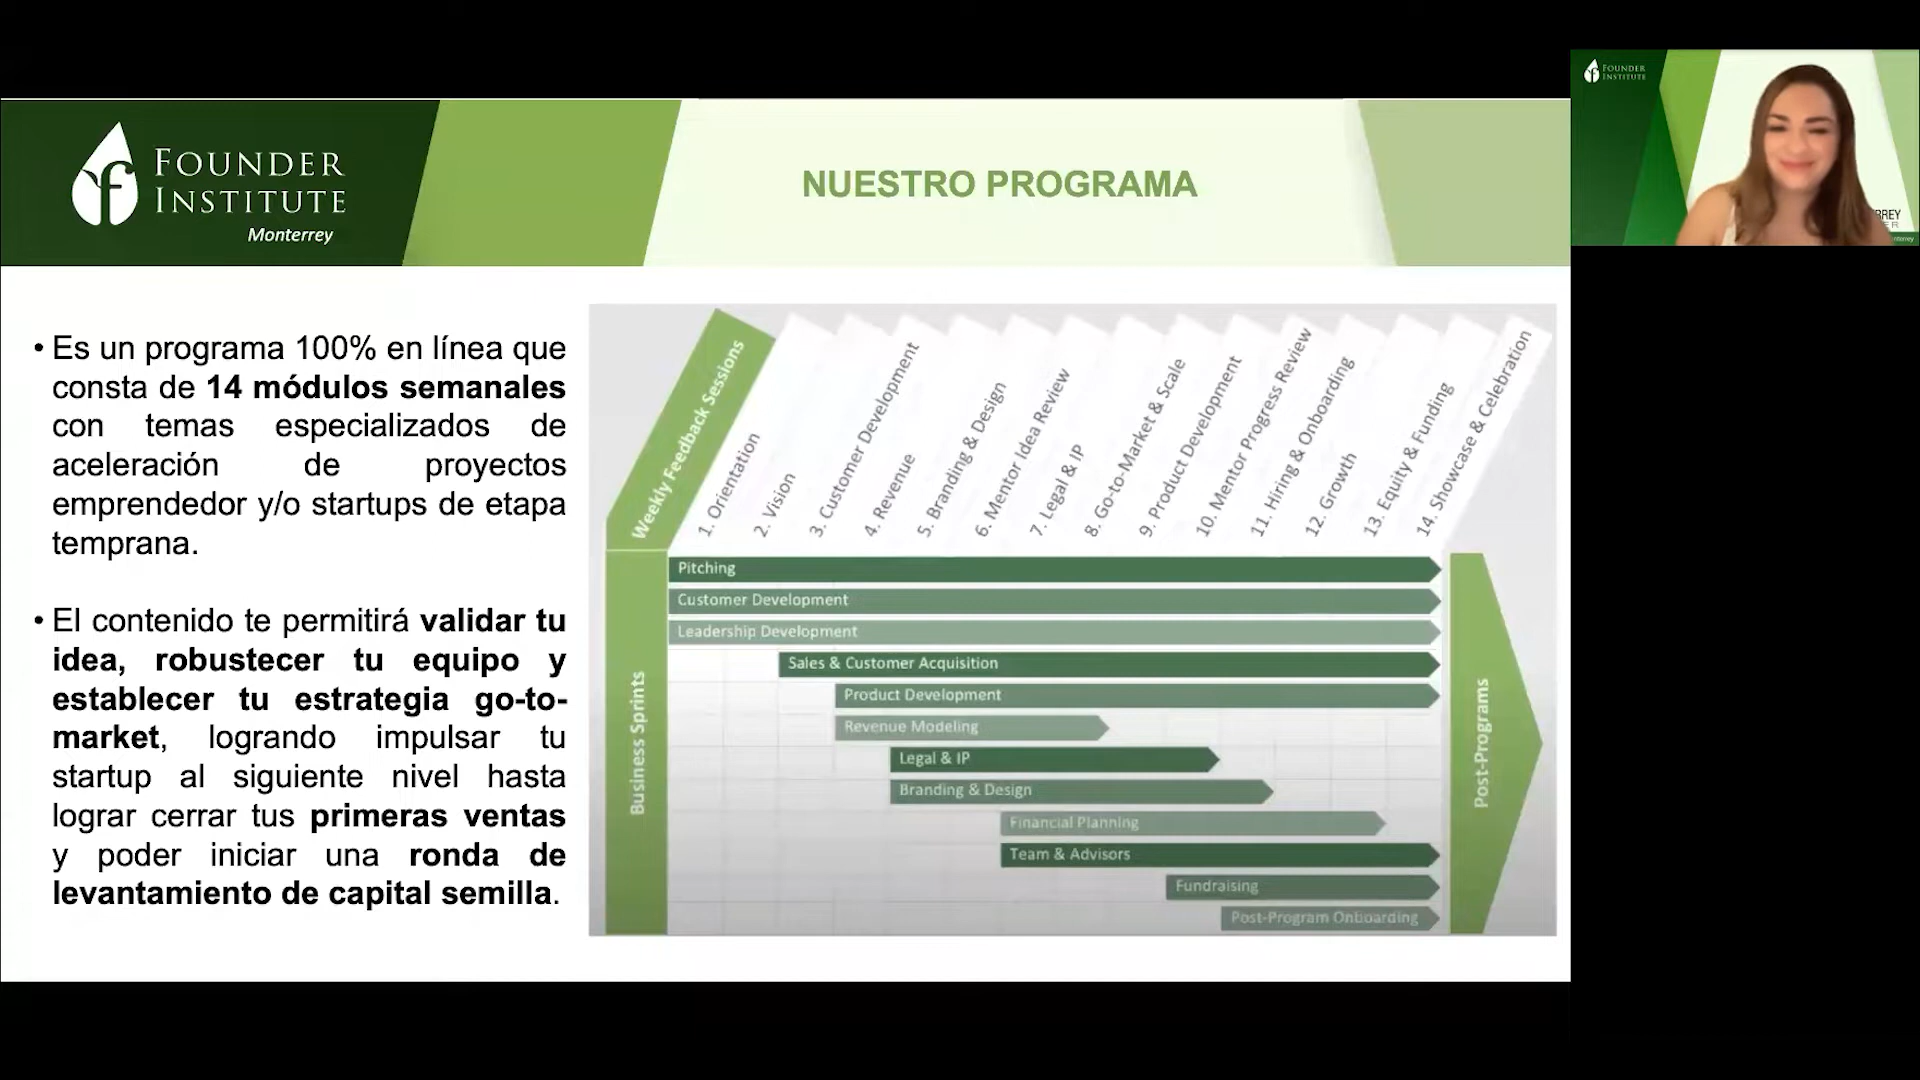 FOUNDER
INSTITUTE
Monterrey
NUESTRO PROGRAMA
• Es un programa 100% en línea que
consta de 14 módulos semanales
con temas especializados de
aceleración de proyectos
emprendedor y/o startups de etapa
temprana.
• El contenido te permitirá validar tu
idea, robustecer tu equipo y
establecer tu estrategia go-to-
market, logrando impulsar tu
startup al siguiente nivel hasta
lograr cerrar tus primeras ventas
y poder iniciar una ronda de
levantamiento de capital semilla.
Weekly Feedback Sessions
1. Orientation
2. Vision
3. Customer Development
4. Revenue
5. Branding & Design
6. Mentor Idea Review
7. Legal & IP
8. Go-to-Market & Scale
9. Product Development
10. Mentor Progress Review
11. Hiring & Onboarding
12. Growth
13. Equity & Funding
14. Showcase & Celebration
Business Sprints
Pitching
Customer Development
Leadership Development
Sales & Customer Acquisition
Product Development
Revenue Modeling
Legal & IP
Branding & Design
Financial Planning
Team & Advisors
Fundraising
Post-Program Onboarding
Post-Programs
FOUNDER
INSTITUTE